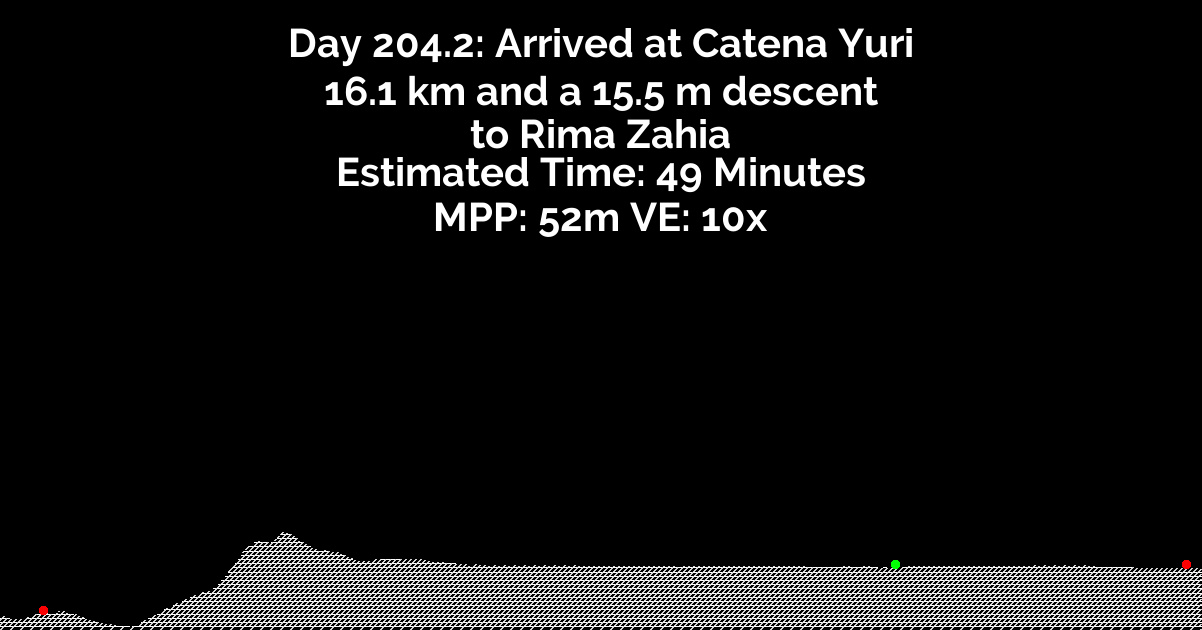 Day 204.2: Arrived at Catena Yuri
16.1 km and a 15.5 m descent
to Rima Zahia
Estimated Time: 49 Minutes
MPP: 52m VE: 10x